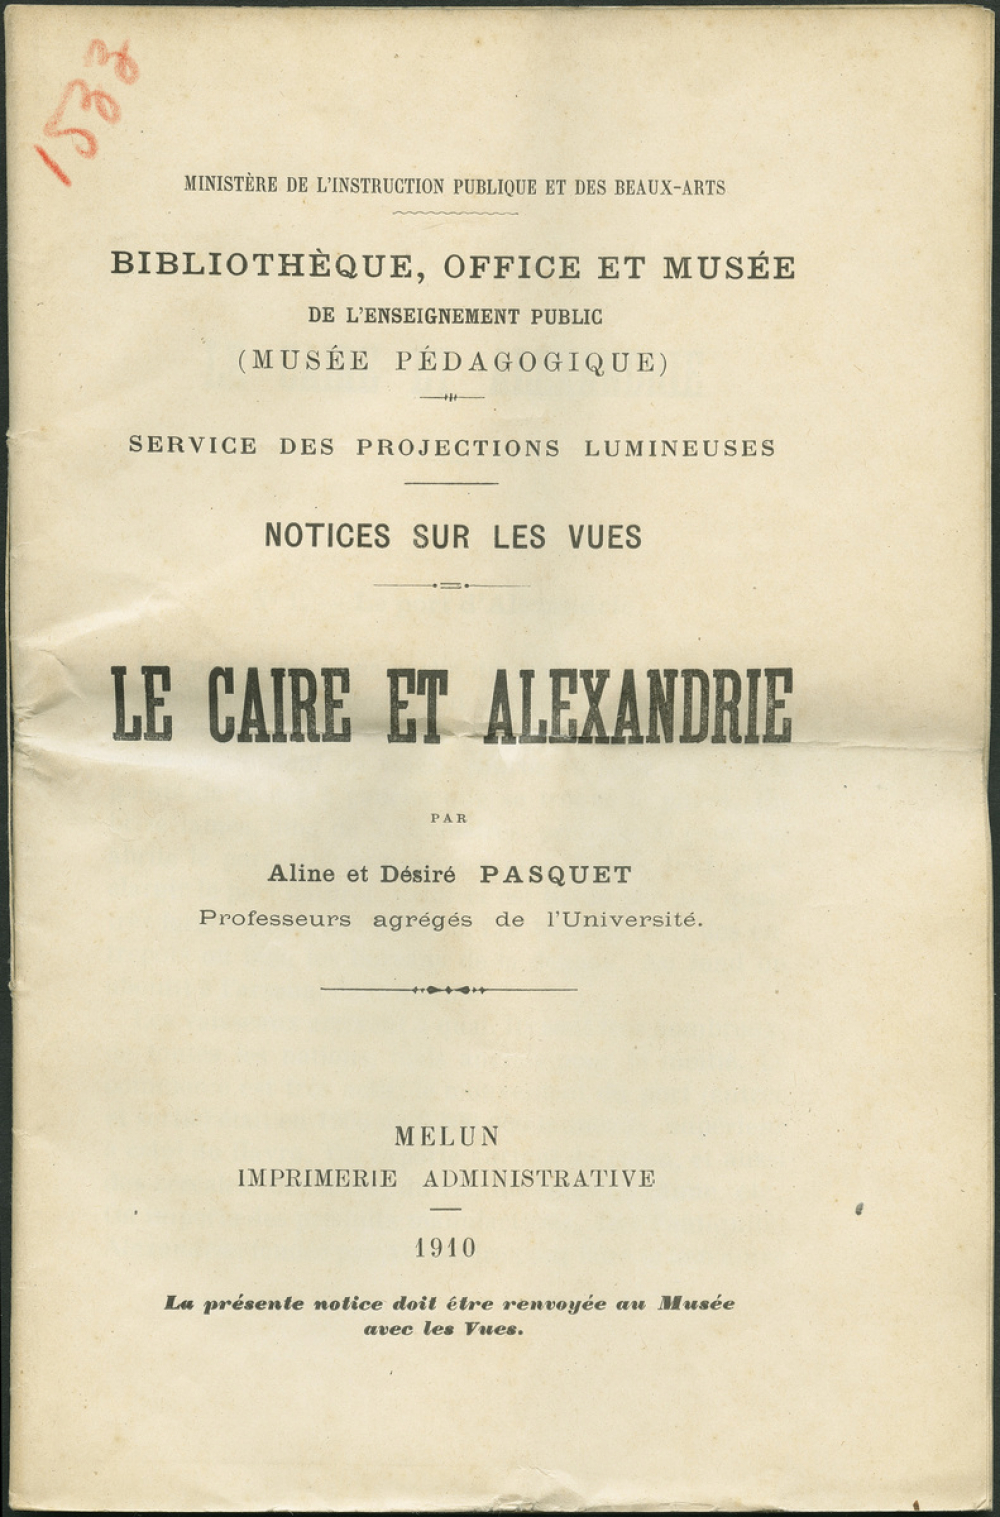 1533
MINISTÈRE DE L'INSTRUCTION PUBLIQUE ET DES BEAUX-ARTS
BIBLIOTHÈQUE, OFFICE ET MUSÉE
DE L'ENSEIGNEMENT PUBLIC
(MUSÉE PÉDAGOGIQUE)
SERVICE DES PROJECTIONS LUMINEUSES
NOTICES SUR LES VUES
LE CAIRE ET ALEXANDRIE
PAR
Aline et Désiré PASQUET
Professeurs agrégés de l'Université.
MELUN
IMPRIMERIE ADMINISTRATIVE
1910
La présente notice doit être renvoyée au Musée
avec les Vues.